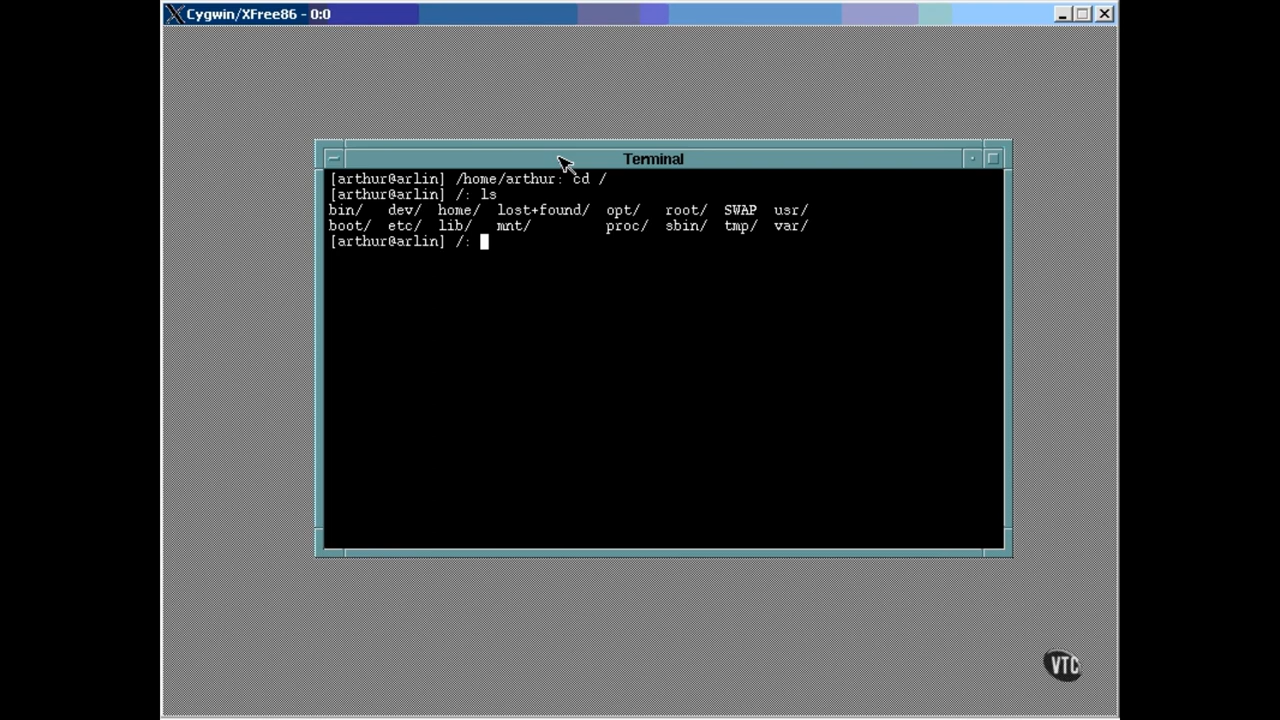 Cygwin/XFree86 - 0:0
Terminal
[arthur@arlin] /home/arthur: cd /
[arthur@arlin] /: ls
bin/ dev/ home/ lost+found/ opt/ root/ SWAP usr/
boot/ etc/ lib/ mnt/ proc/ sbin/ tmp/ var/
[arthur@arlin] /:
VTC